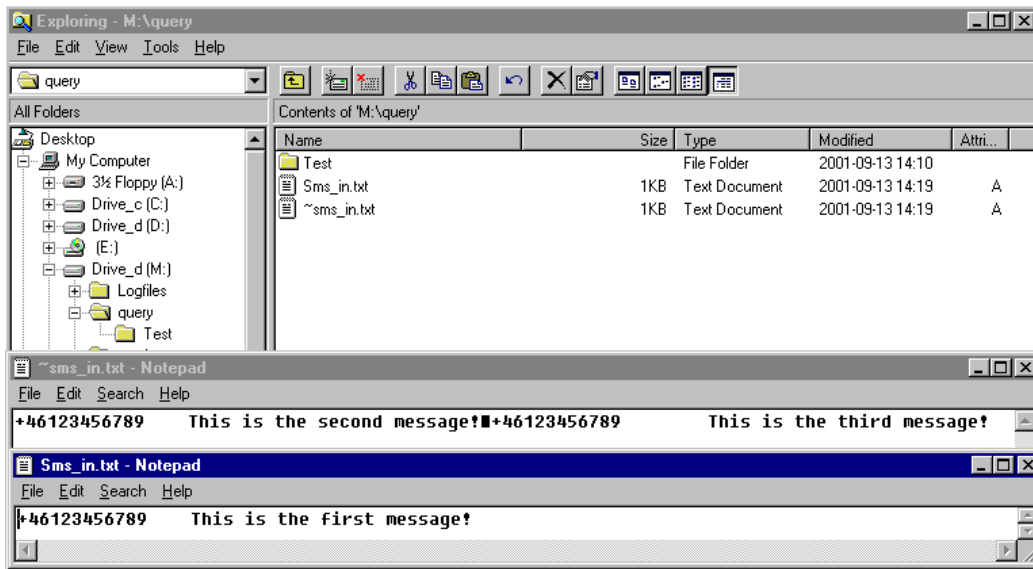 Exploring - M:\query
File Edit View Tools Help
query
All Folders Contents of 'M:\query'
Desktop
My Computer
3½ Floppy (A:)
Drive_c (C:)
Drive_d (D:)
(E:)
Drive_d (M:)
Logfiles
query
Test
Name Size Type Modified Attri...
Test File Folder 2001-09-13 14:10
Sms_in.txt 1KB Text Document 2001-09-13 14:19 A
~sms_in.txt 1KB Text Document 2001-09-13 14:19 A
~sms_in.txt - Notepad
File Edit Search Help
+46123456789 This is the second message!■+46123456789 This is the third message!
Sms_in.txt - Notepad
File Edit Search Help
+46123456789 This is the first message!